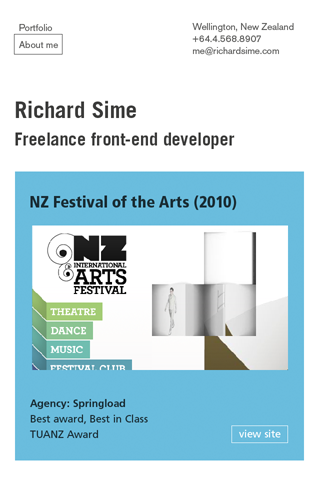 Portfolio
About me
Wellington, New Zealand
+64.4.568.8907
me@richardsime.com
Richard Sime
Freelance front-end developer
NZ Festival of the Arts (2010)
NZ
INTERNATIONAL
ARTS
FESTIVAL
THEATRE
DANCE
MUSIC
FESTIVAL CLUB
Agency: Springload
Best award, Best in Class
TUANZ Award
view site